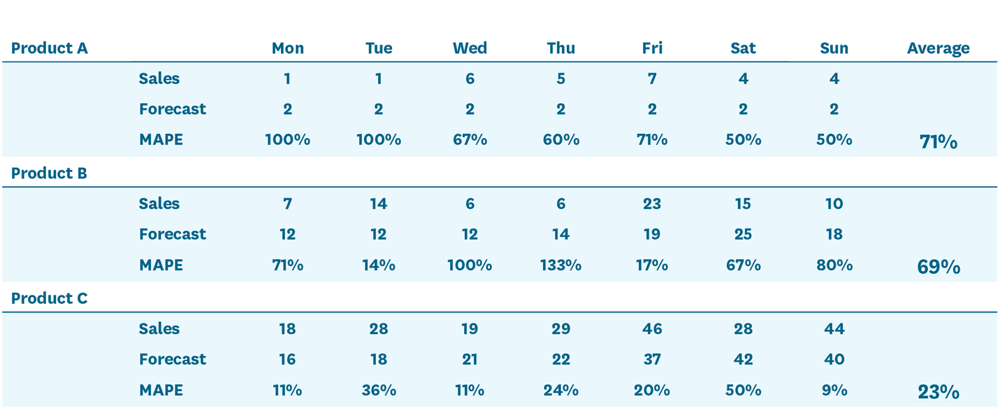 Product A Mon Tue Wed Thu Fri Sat Sun Average
Sales 1 1 6 5 7 4 4
Forecast 2 2 2 2 2 2 2
MAPE 100% 100% 67% 60% 71% 50% 50% 71%
Product B
Sales 7 14 6 6 23 15 10
Forecast 12 12 12 14 19 25 18
MAPE 71% 14% 100% 133% 17% 67% 80% 69%
Product C
Sales 18 28 19 29 46 28 44
Forecast 16 18 21 22 37 42 40
MAPE 11% 36% 11% 24% 20% 50% 9% 23%